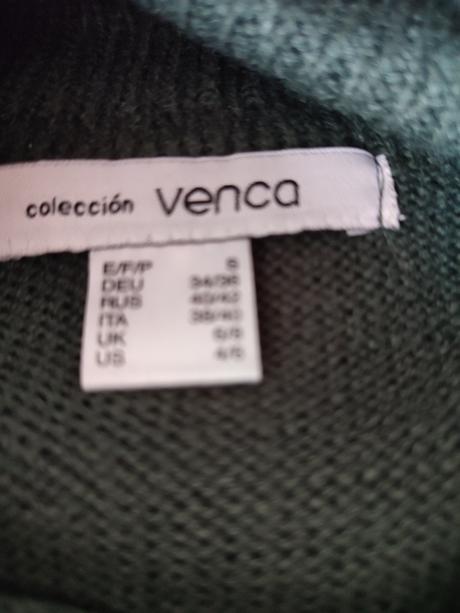 colección venca
E/F/P S
DEU 34/36
RUS 40/42
ITA 38/40
UK
US